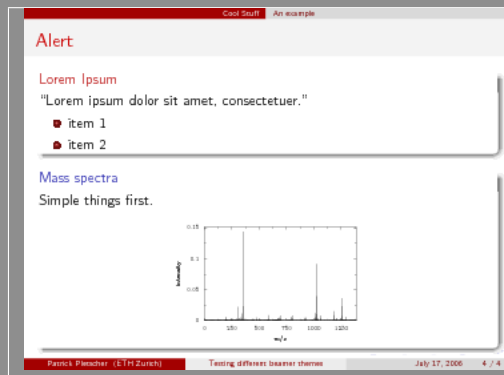 Cool Stuff An example
Alert
Lorem Ipsum
“Lorem ipsum dolor sit amet, consectetuer.”
item 1
item 2
Mass spectra
Simple things first.
0.15
0.1
0.05
0
Intensity
0 250 500 750 1000 1250
m/z
Patrick Pletscher (ETH Zurich) Testing different beamer themes July 17, 2006 4 / 4